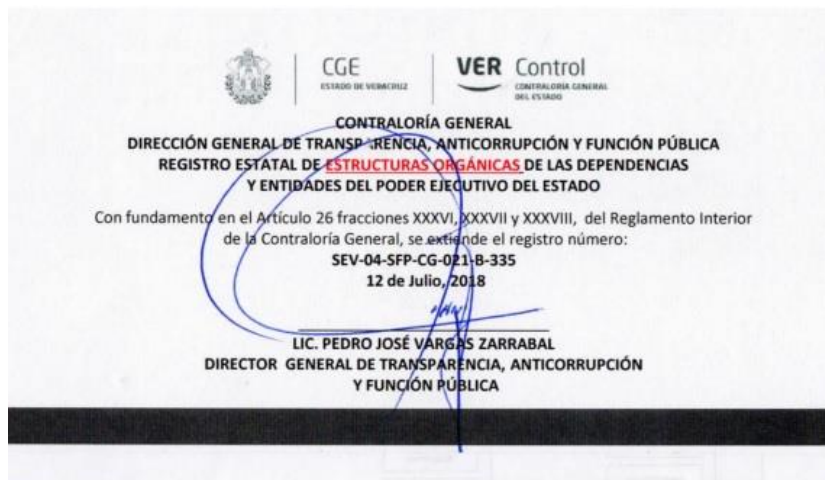 CGE
ESTADO DE VERACRUZ
VER Control
CONTRALORÍA GENERAL
DEL ESTADO
CONTRALORÍA GENERAL
DIRECCIÓN GENERAL DE TRANSPARENCIA, ANTICORRUPCIÓN Y FUNCIÓN PÚBLICA
REGISTRO ESTATAL DE ESTRUCTURAS ORGÁNICAS DE LAS DEPENDENCIAS
Y ENTIDADES DEL PODER EJECUTIVO DEL ESTADO
Con fundamento en el Artículo 26 fracciones XXXVI, XXXVII y XXXVIII, del Reglamento Interior
de la Contraloría General, se extiende el registro número:
SEV-04-SFP-CG-021-B-335
12 de Julio, 2018
LIC. PEDRO JOSÉ VARGAS ZARRABAL
DIRECTOR GENERAL DE TRANSPARENCIA, ANTICORRUPCIÓN
Y FUNCIÓN PÚBLICA